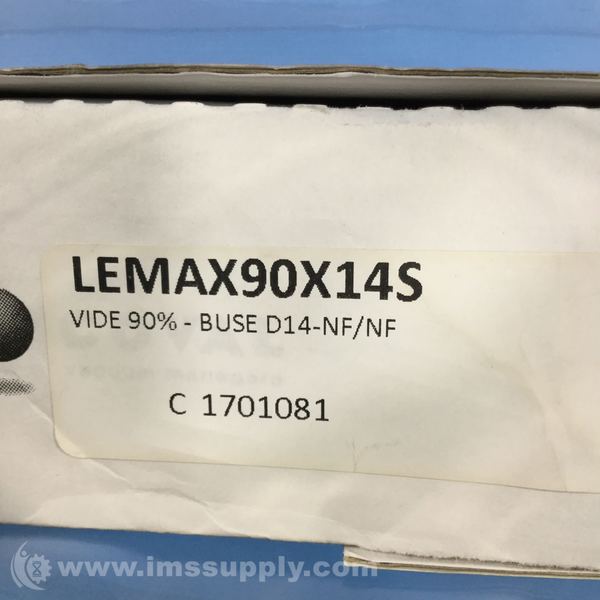 LEMAX90X14S
VIDE 90% - BUSE D14-NF/NF
C 1701081
www.imssupply.com